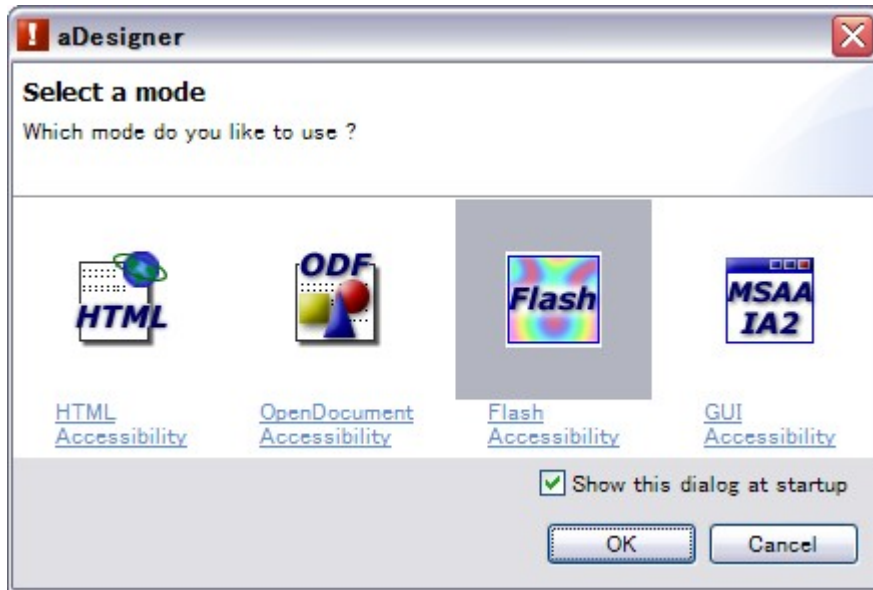 ! aDesigner
Select a mode
Which mode do you like to use ?
HTML
ODF
Flash
MSAA
IA2
HTML
Accessibility
OpenDocument
Accessibility
Flash
Accessibility
GUI
Accessibility
Show this dialog at startup
OK
Cancel